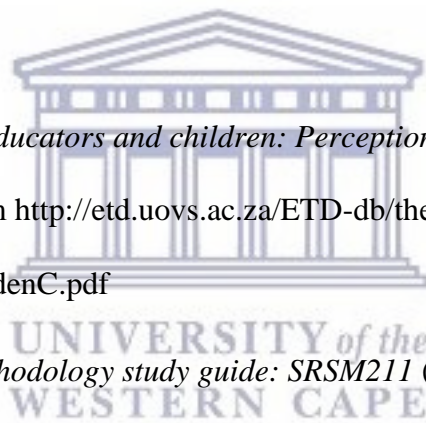 ducators and children: Perception
http://etd.uovs.ac.za/ETD-db/the
denC.pdf
UNIVERSITY of the
hodology study guide: SRSM211 (
WESTERN CAPE